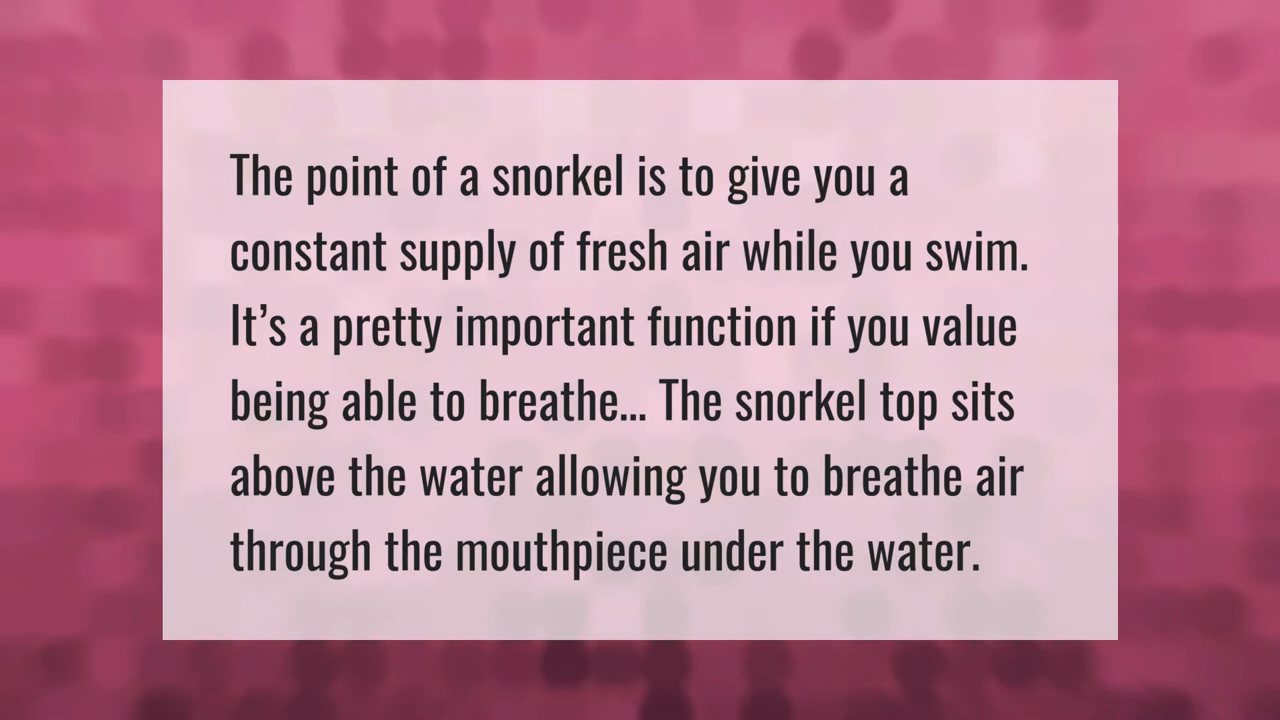 The point of a snorkel is to give you a
constant supply of fresh air while you swim.
It’s a pretty important function if you value
being able to breathe... The snorkel top sits
above the water allowing you to breathe air
through the mouthpiece under the water.